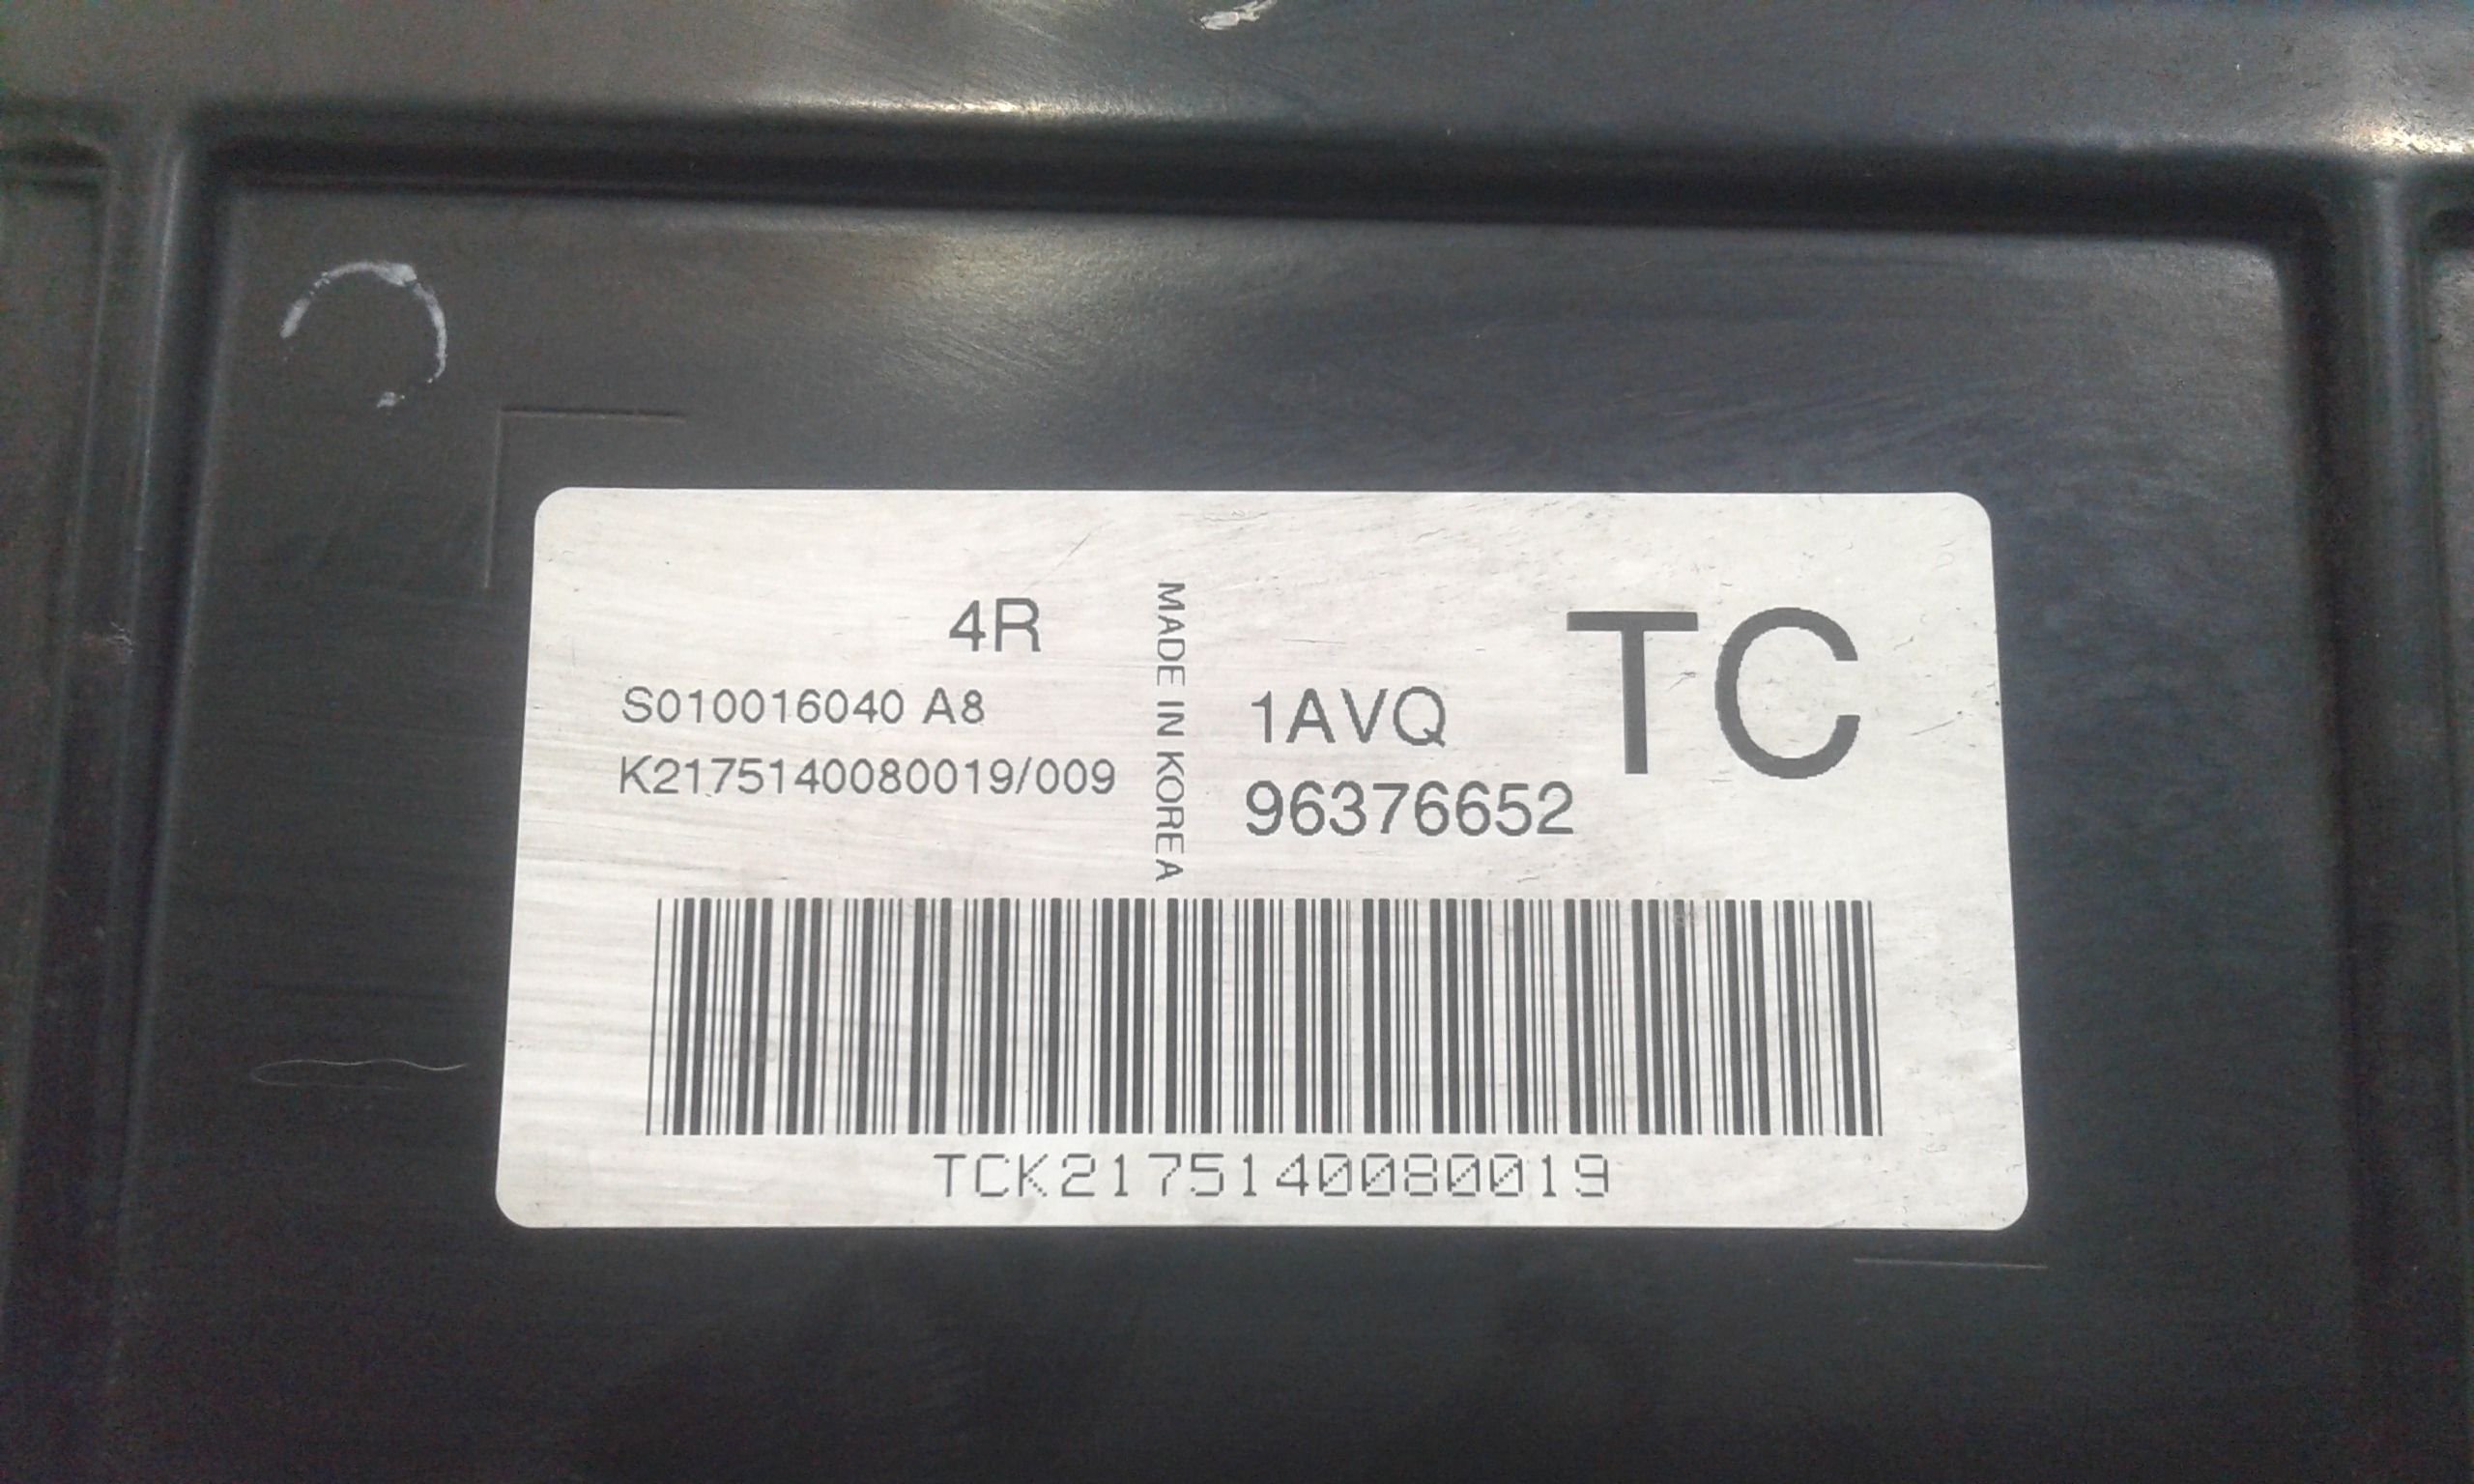 4R
S010016040 A8
K2175140080019/009
MADE IN KOREA
TC
1AVQ
96376652
TCK2175140080019